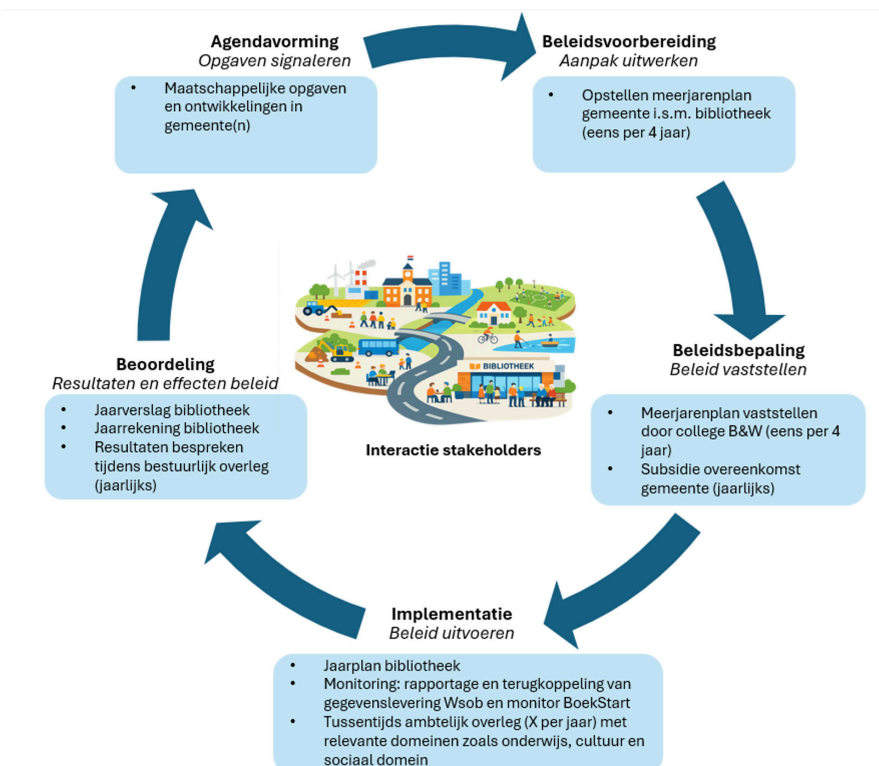 Agendavorming
Opgaven signaleren
• Maatschappelijke opgaven
en ontwikkelingen in
gemeente(n)
Beleidsvoorbereiding
Aanpak uitwerken
• Opstellen meerjarenplan
gemeente i.s.m. bibliotheek
(eens per 4 jaar)
Beleidsbepaling
Beleid vaststellen
• Meerjarenplan vaststellen
door college B&W (eens per 4
jaar)
• Subsidie overeenkomst
gemeente (jaarlijks)
Implementatie
Beleid uitvoeren
• Jaarplan bibliotheek
• Monitoring: rapportage en terugkoppeling van
gegevenslevering Wsob en monitor BoekStart
• Tussentijds ambtelijk overleg (X per jaar) met
relevante domeinen zoals onderwijs, cultuur en
sociaal domein
Beoordeling
Resultaten en effecten beleid
• Jaarverslag bibliotheek
• Jaarrekening bibliotheek
• Resultaten bespreken
tijdens bestuurlijk overleg
(jaarlijks)
BIBLIOTHEEK
Interactie stakeholders